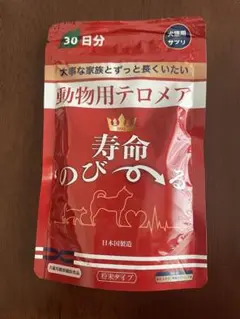 30日分
犬猫用
サプリ
大事な家族とずっと長くいたい
動物用テロメア
寿命
のび〜る
日本国製造
粉末タイプ